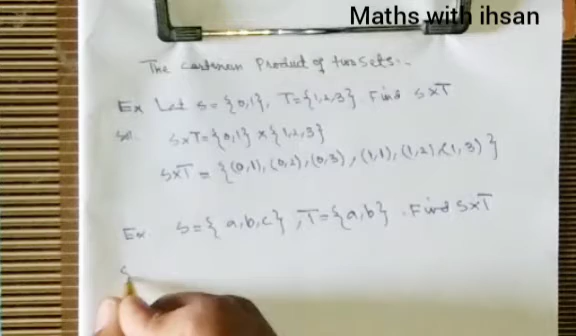 Maths with ihsan
The cartenan Product of two sets:-
Ex Let S = {0,1}, T={1,2,3} Find S×T
Sol. S×T={0,1} × {1,2,3}
S×T = {(0,1),(0,2),(0,3),(1,1),(1,2),(1,3)}
Ex. S={a,b,c}, T={a,b}. Find S×T
S